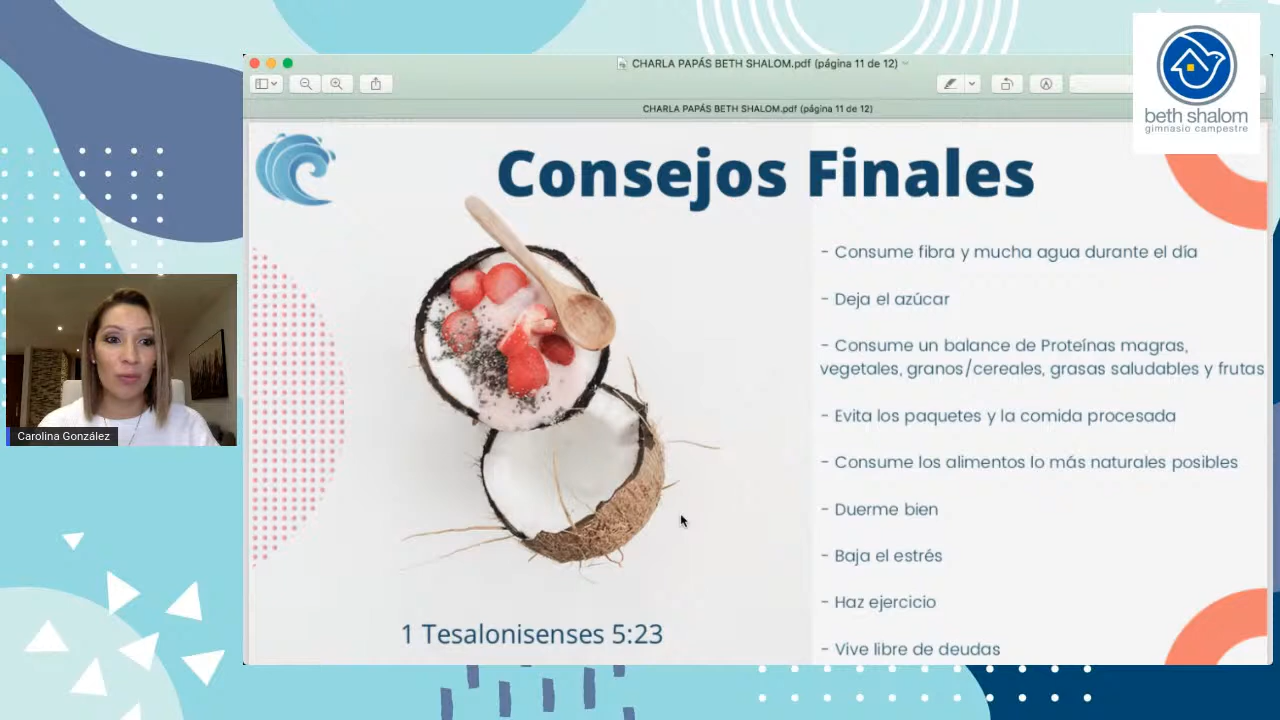 CHARLA PAPÁS BETH SHALOM.pdf (página 11 de 12)
CHARLA PAPÁS BETH SHALOM.pdf (página 11 de 12)
beth shalom
gimnasio campestre
Consejos Finales
- Consume fibra y mucha agua durante el día
- Deja el azúcar
- Consume un balance de Proteínas magras,
vegetales, granos/cereales, grasas saludables y frutas
- Evita los paquetes y la comida procesada
- Consume los alimentos lo más naturales posibles
- Duerme bien
- Baja el estrés
- Haz ejercicio
- Vive libre de deudas
1 Tesalonisenses 5:23
Carolina González